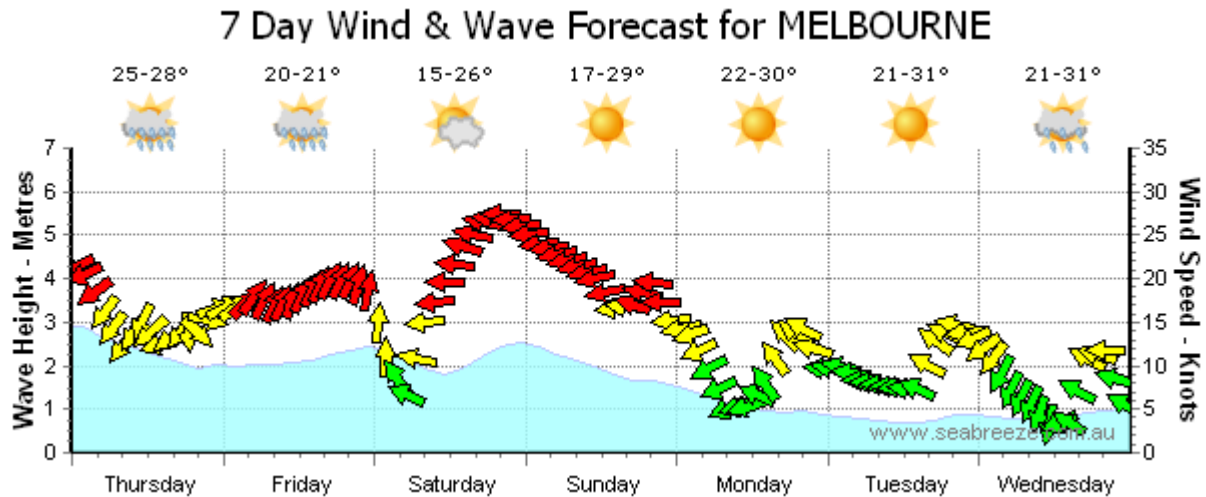 7 Day Wind & Wave Forecast for MELBOURNE
25-28° 20-21° 15-26° 17-29° 22-30° 21-31° 21-31°
Wave Height - Metres
7
6
5
4
3
2
1
0
35
30
25
20
15
10
5
0
Wind Speed - Knots
www.seabreeze.com.au
Thursday Friday Saturday Sunday Monday Tuesday Wednesday